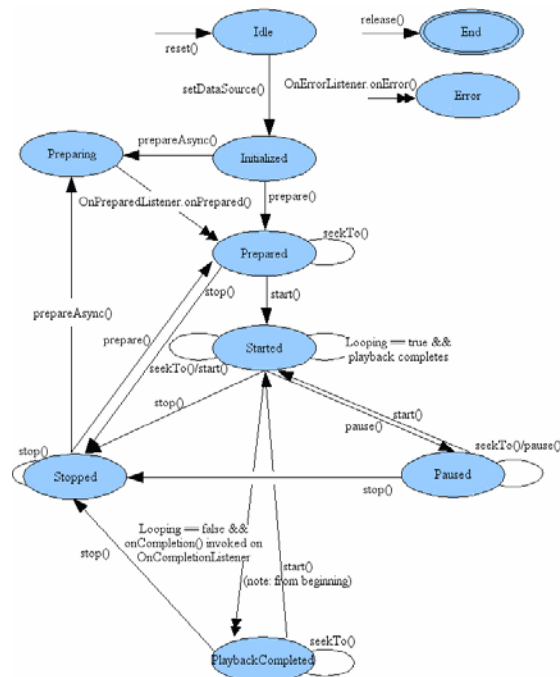 Idle
reset()
release()
End
setDataSource()
OnErrorListener.onError()
Error
Preparing
prepareAsync()
Initialized
OnPreparedListener.onPrepared()
prepare()
Prepared
seekTo()
stop()
start()
prepareAsync()
prepare()
Started
Looping == true &&
playback completes
seekTo()/start()
stop()
start()
pause()
stop()
Stopped
seekTo()/pause()
Paused
stop()
Looping == false &&
onCompletion() invoked on
OnCompletionListener
stop()
start()
(note: from beginning)
PlaybackCompleted
seekTo()